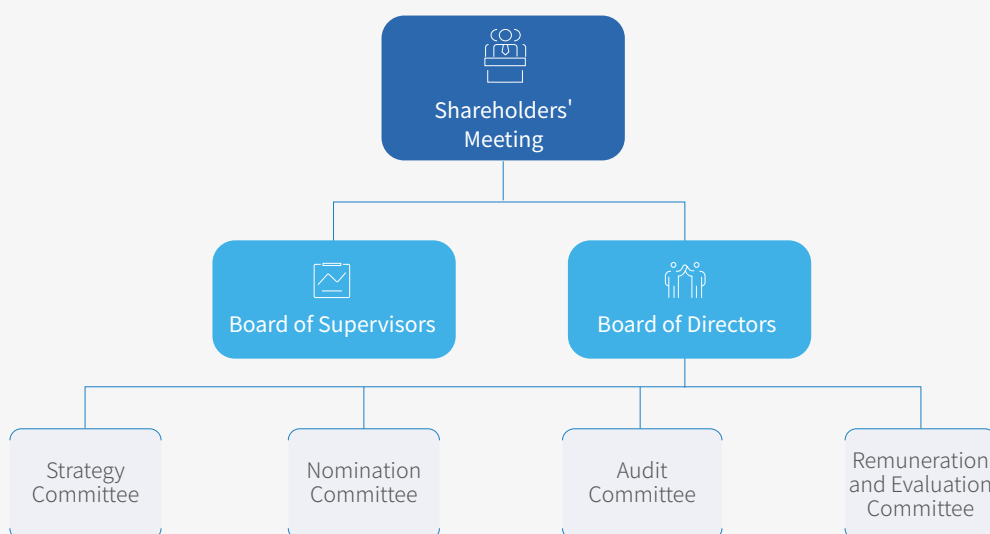 Shareholders'
Meeting
Board of Supervisors
Board of Directors
Strategy
Committee
Nomination
Committee
Audit
Committee
Remuneration
and Evaluation
Committee